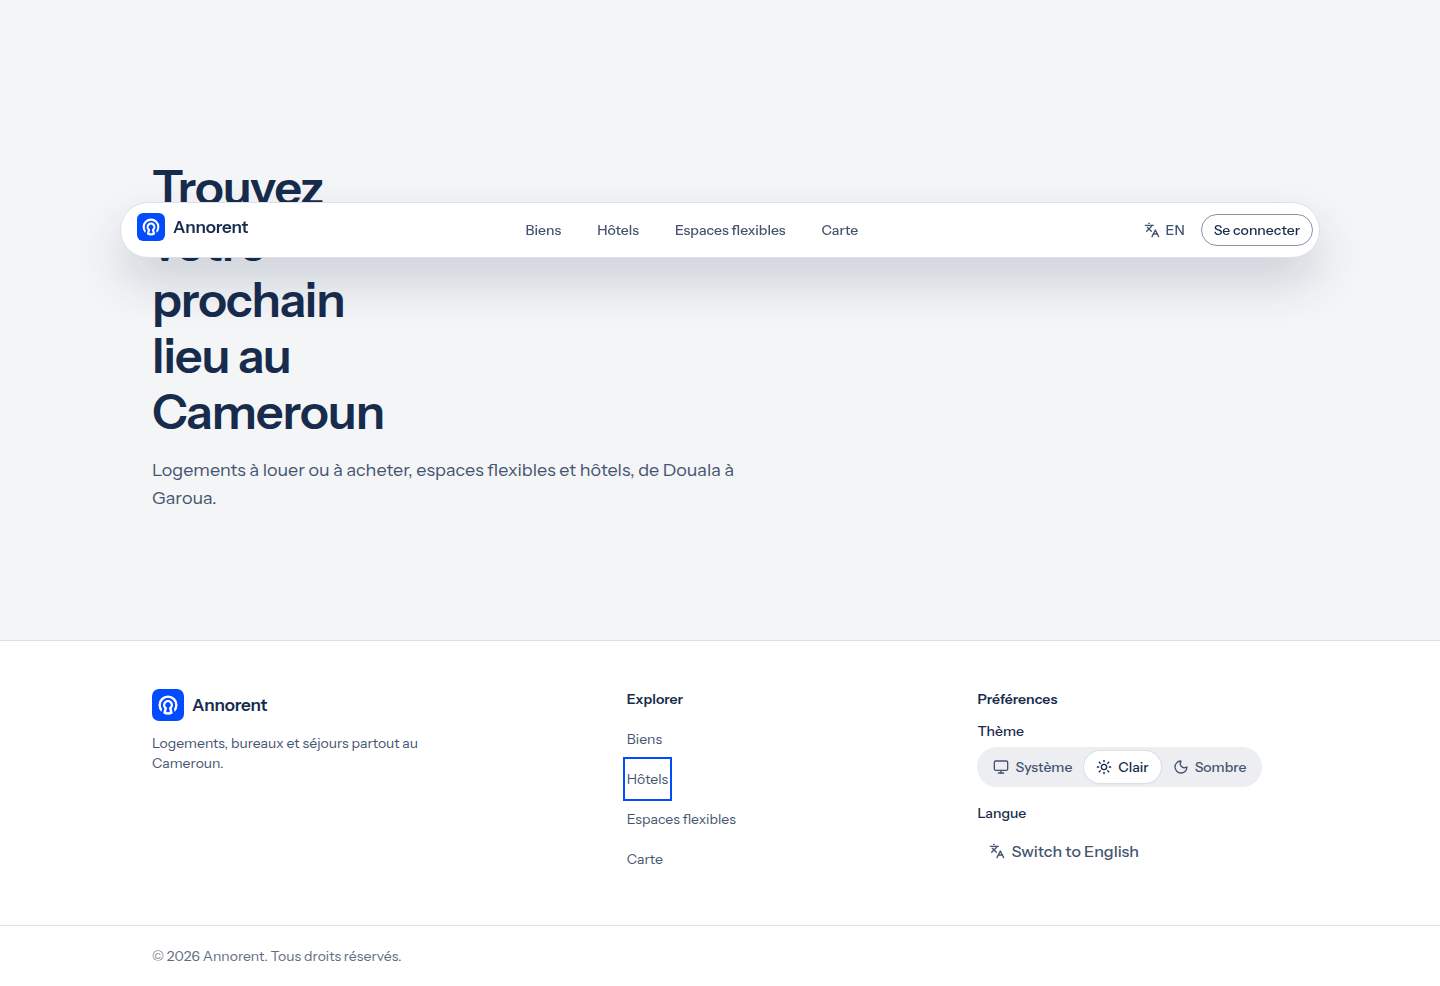 Trouvez
Annorent
Biens
Hôtels
Espaces flexibles
Carte
EN
Se connecter
prochain
lieu au
Cameroun
Logements à louer ou à acheter, espaces flexibles et hôtels, de Douala à
Garoua.
Annorent
Logements, bureaux et séjours partout au
Cameroun.
Explorer
Biens
Hôtels
Espaces flexibles
Carte
Préférences
Thème
Système
Clair
Sombre
Langue
Switch to English
© 2026 Annorent. Tous droits réservés.